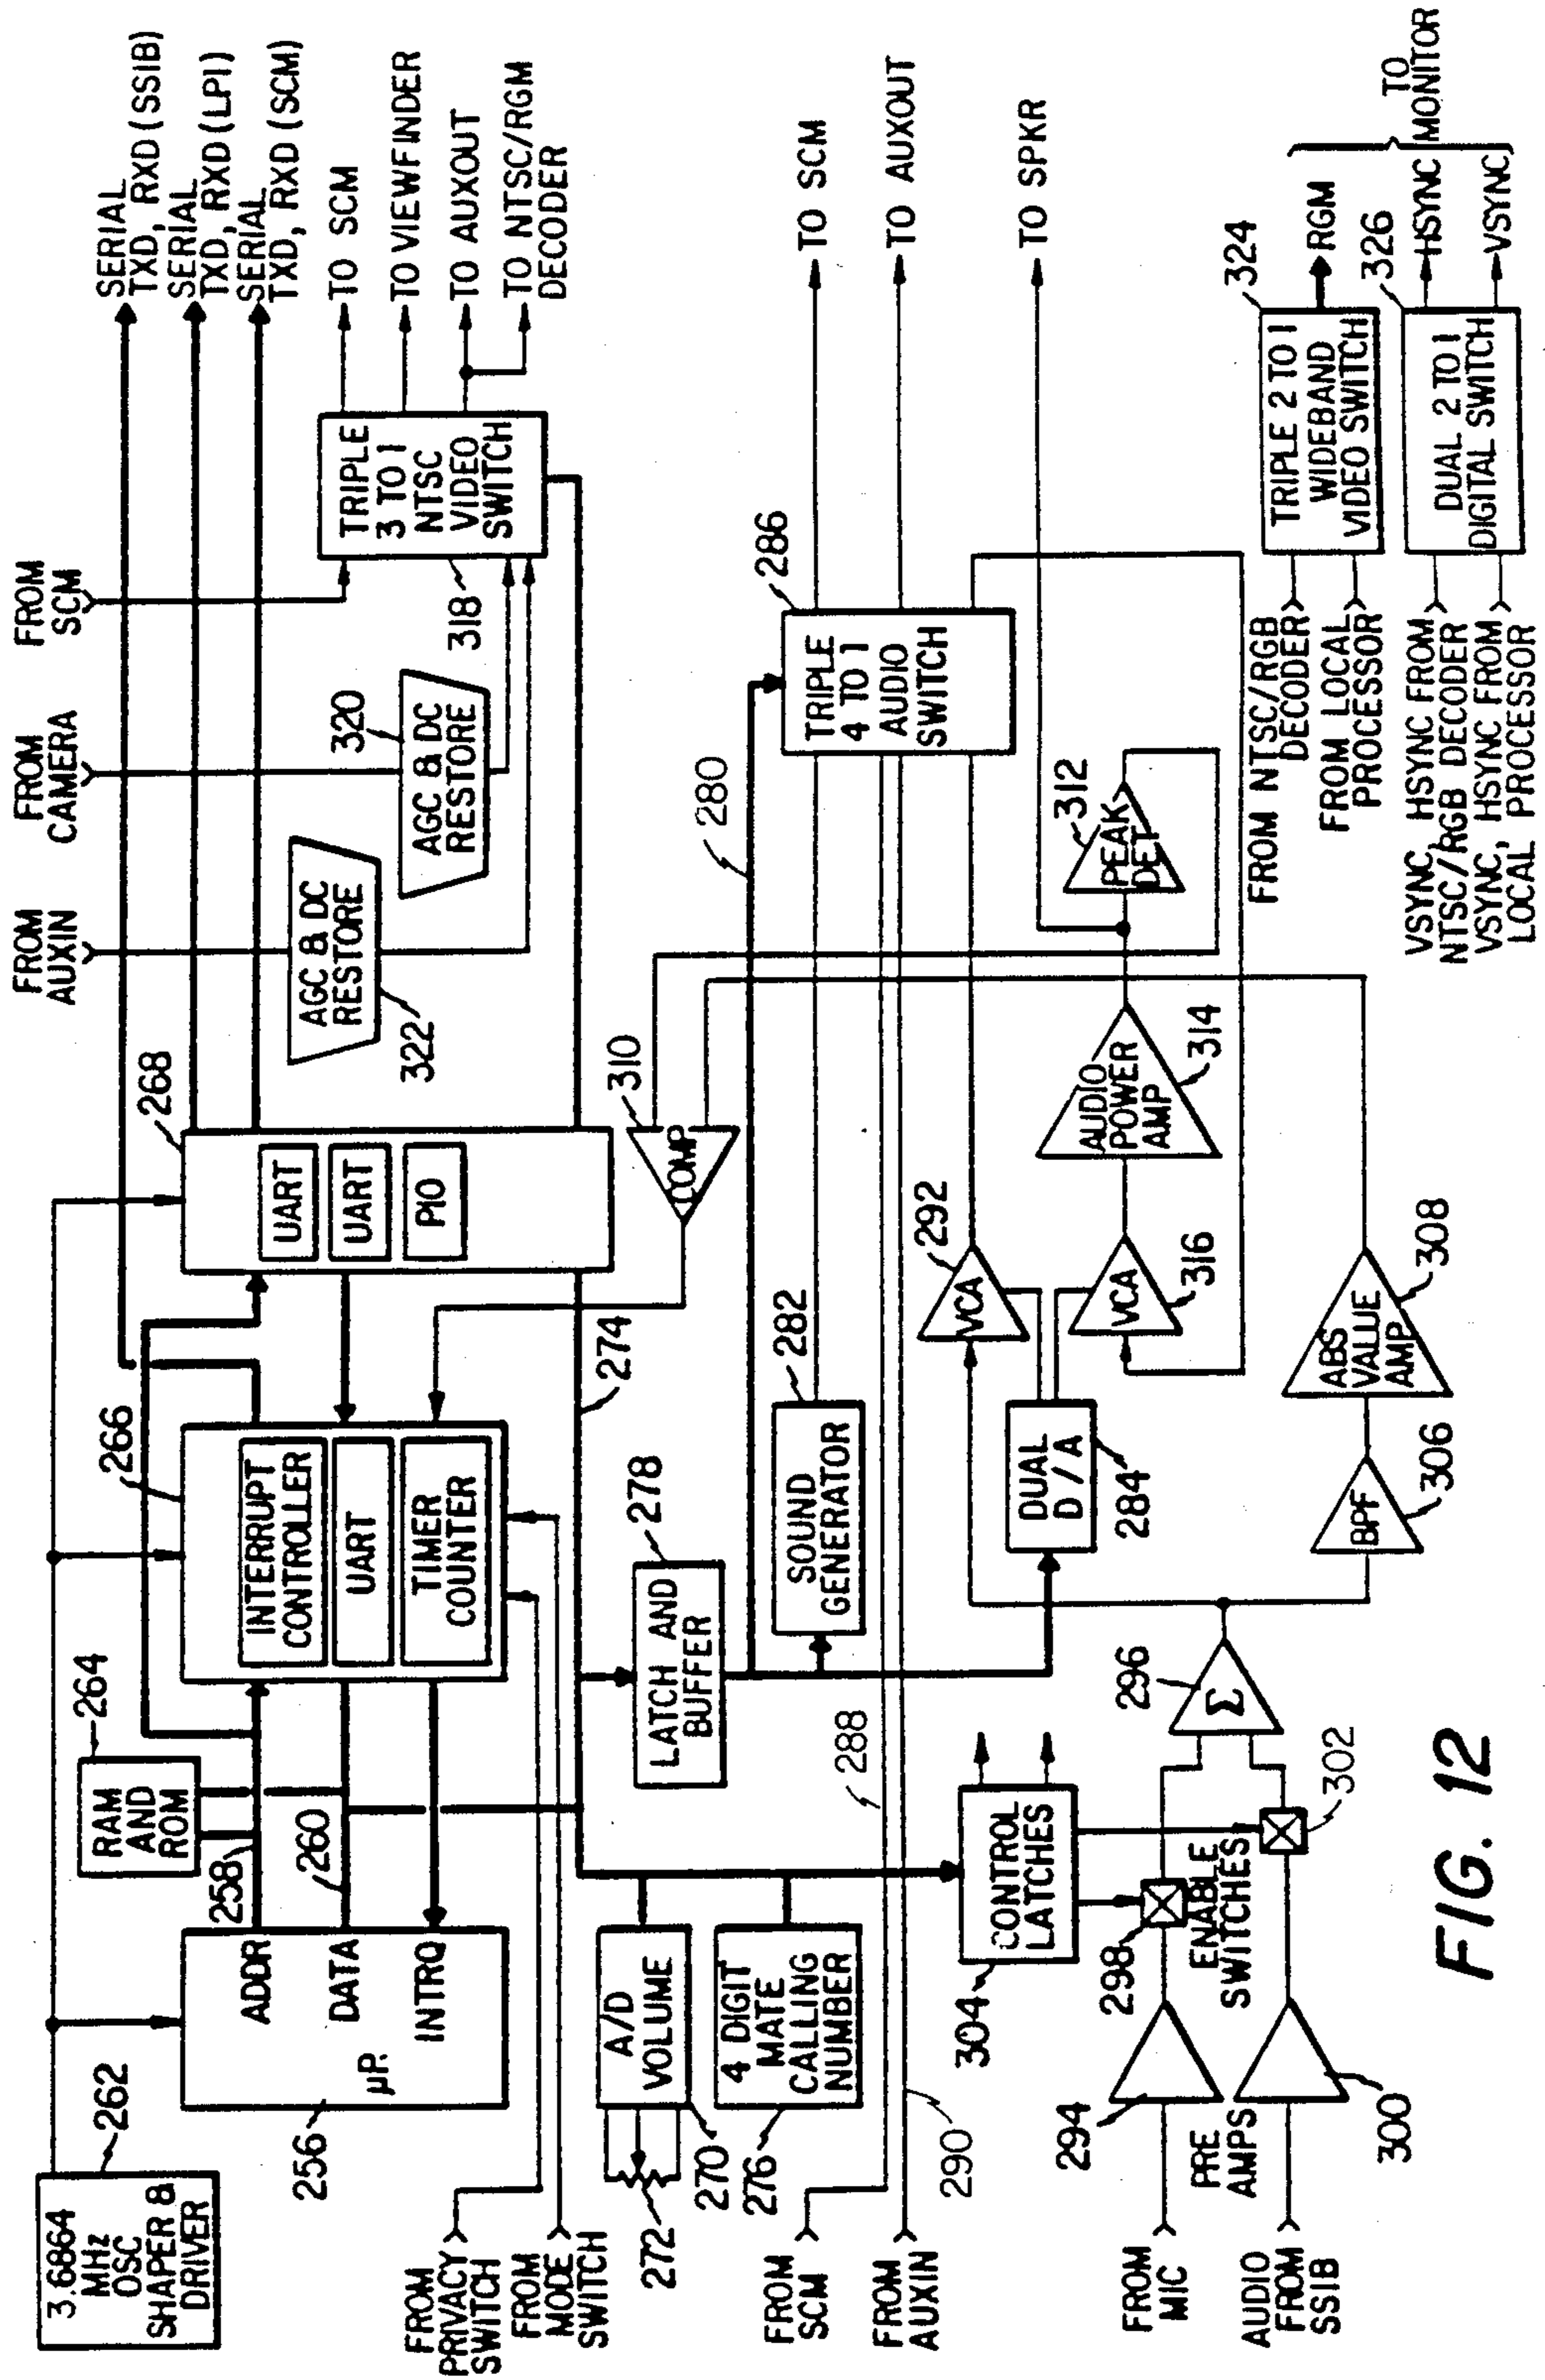 3.6864
MHz
OSC
SHAPER &
DRIVER
262
256
µP.
ADDR
DATA
INTRQ
258
260
RAM AND
ROM
264
266
INTERRUPT
CONTROLLER
UART
TIMER
COUNTER
268
UART
UART
PIO
FROM
AUXIN
FROM
CAMERA
FROM
SCM
AGC & DC
RESTORE
322
AGC & DC
RESTORE
320
TRIPLE
3 TO 1
NTSC
VIDEO
SWITCH
318
SERIAL
TXD, RXD (SSIB)
SERIAL
TXD, RXD (LPI)
SERIAL
TXD, RXD (SCM)
TO SCM
TO VIEWFINDER
TO AUXOUT
TO NTSC/RGM
DECODER
FROM
PRIVACY
SWITCH
FROM
MODE
SWITCH
272
A/D
VOLUME
270
4 DIGIT
MATE
CALLING
NUMBER
276
274
LATCH AND
BUFFER
278
280
COMP
310
FROM
SCM
FROM
AUXIN
288
290
SOUND
GENERATOR
282
DUAL
D/A
284
TRIPLE
4 TO 1
AUDIO
SWITCH
286
TO SCM
TO AUXOUT
TO SPKR
VCA
292
VCA
316
AUDIO
POWER
AMP
314
PEAK
DET
312
CONTROL
LATCHES
304
FROM
MIC
AUDIO
FROM
SSIB
294
PRE
AMPS
300
298
ENABLE
SWITCHES
302
Σ
296
BPF
306
ABS
VALUE
AMP
308
FROM NTSC/RGB
DECODER
FROM LOCAL
PROCESSOR
TRIPLE 2 TO 1
WIDEBAND
VIDEO SWITCH
324
RGM
VSYNC, HSYNC FROM
NTSC/RGB DECODER
VSYNC, HSYNC FROM
LOCAL PROCESSOR
DUAL 2 TO 1
DIGITAL SWITCH
326
HSYNC
VSYNC
TO
MONITOR
FIG. 12